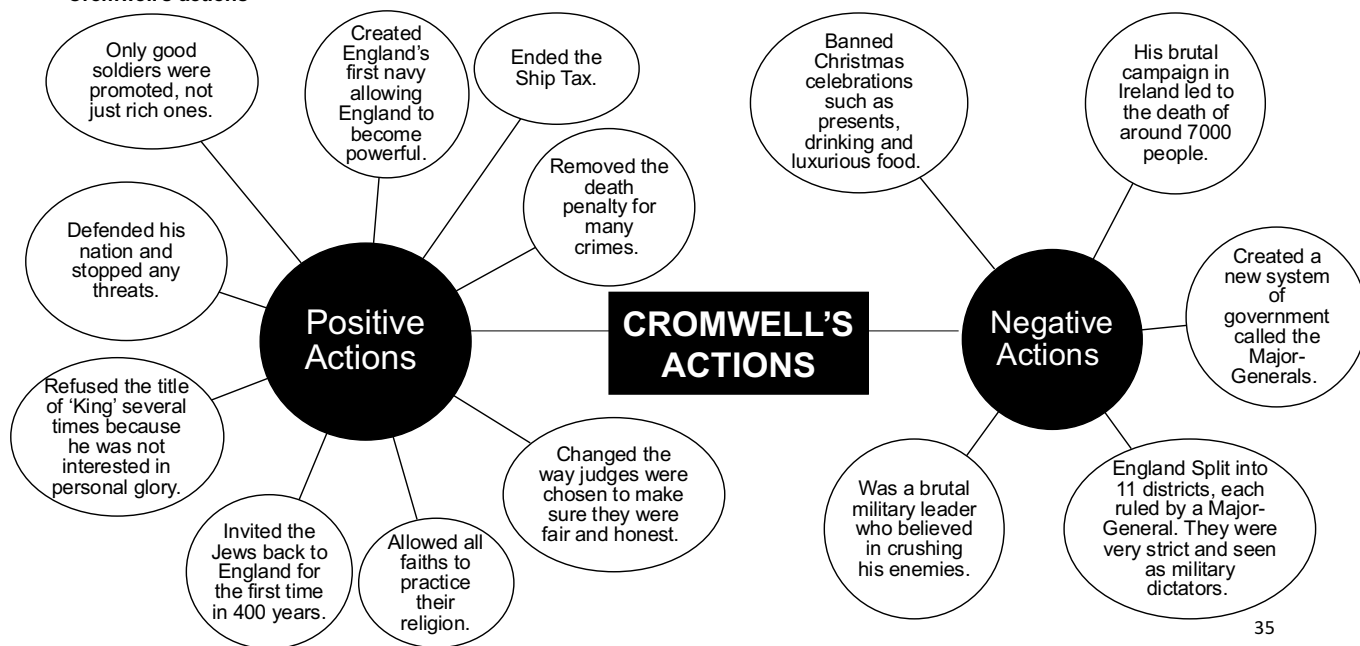 Cromwell's actions
Only good
soldiers were
promoted, not
just rich ones.
Created
England's
first navy
allowing
England to
become
powerful.
Ended the
Ship Tax.
Removed the
death
penalty for
many
crimes.
Defended his
nation and
stopped any
threats.
Positive
Actions
Refused the title
of 'King' several
times because
he was not
interested in
personal glory.
Invited the
Jews back to
England for
the first time
in 400 years.
Allowed all
faiths to
practice
their
religion.
Changed the
way judges were
chosen to make
sure they were
fair and honest.
CROMWELL'S
ACTIONS
Banned
Christmas
celebrations
such as
presents,
drinking and
luxurious food.
His brutal
campaign in
Ireland led to
the death of
around 7000
people.
Negative
Actions
Created a
new system
of
government
called the
Major-
Generals.
Was a brutal
military leader
who believed
in crushing
his enemies.
England Split into
11 districts, each
ruled by a Major-
General. They were
very strict and seen
as military
dictators.
35